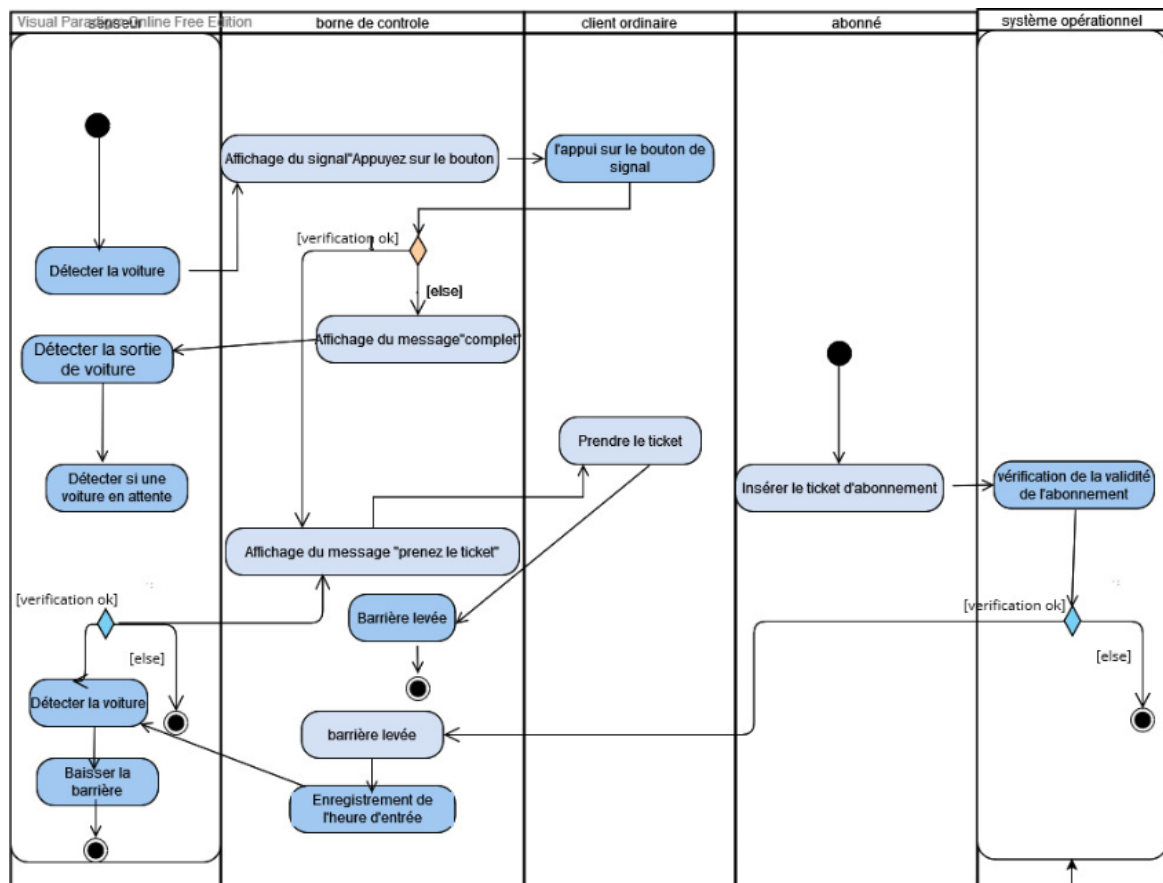 Visual Paradigm Online Free Edition
senseur
borne de controle
client ordinaire
abonné
système opérationnel
Affichage du signal"Appuyez sur le bouton
l'appui sur le bouton de
signal
[verification ok]
Détecter la voiture
[else]
Affichage du message"complet"
Détecter la sortie
de voiture
Prendre le ticket
Détecter si une
voiture en attente
Insérer le ticket d'abonnement
vérification de la validité
de l'abonnement
Affichage du message "prenez le ticket"
[verification ok]
Barrière levée
[verification ok]
[else]
[else]
Détecter la voiture
barrière levée
Baisser la
barrière
Enregistrement de
l'heure d'entrée